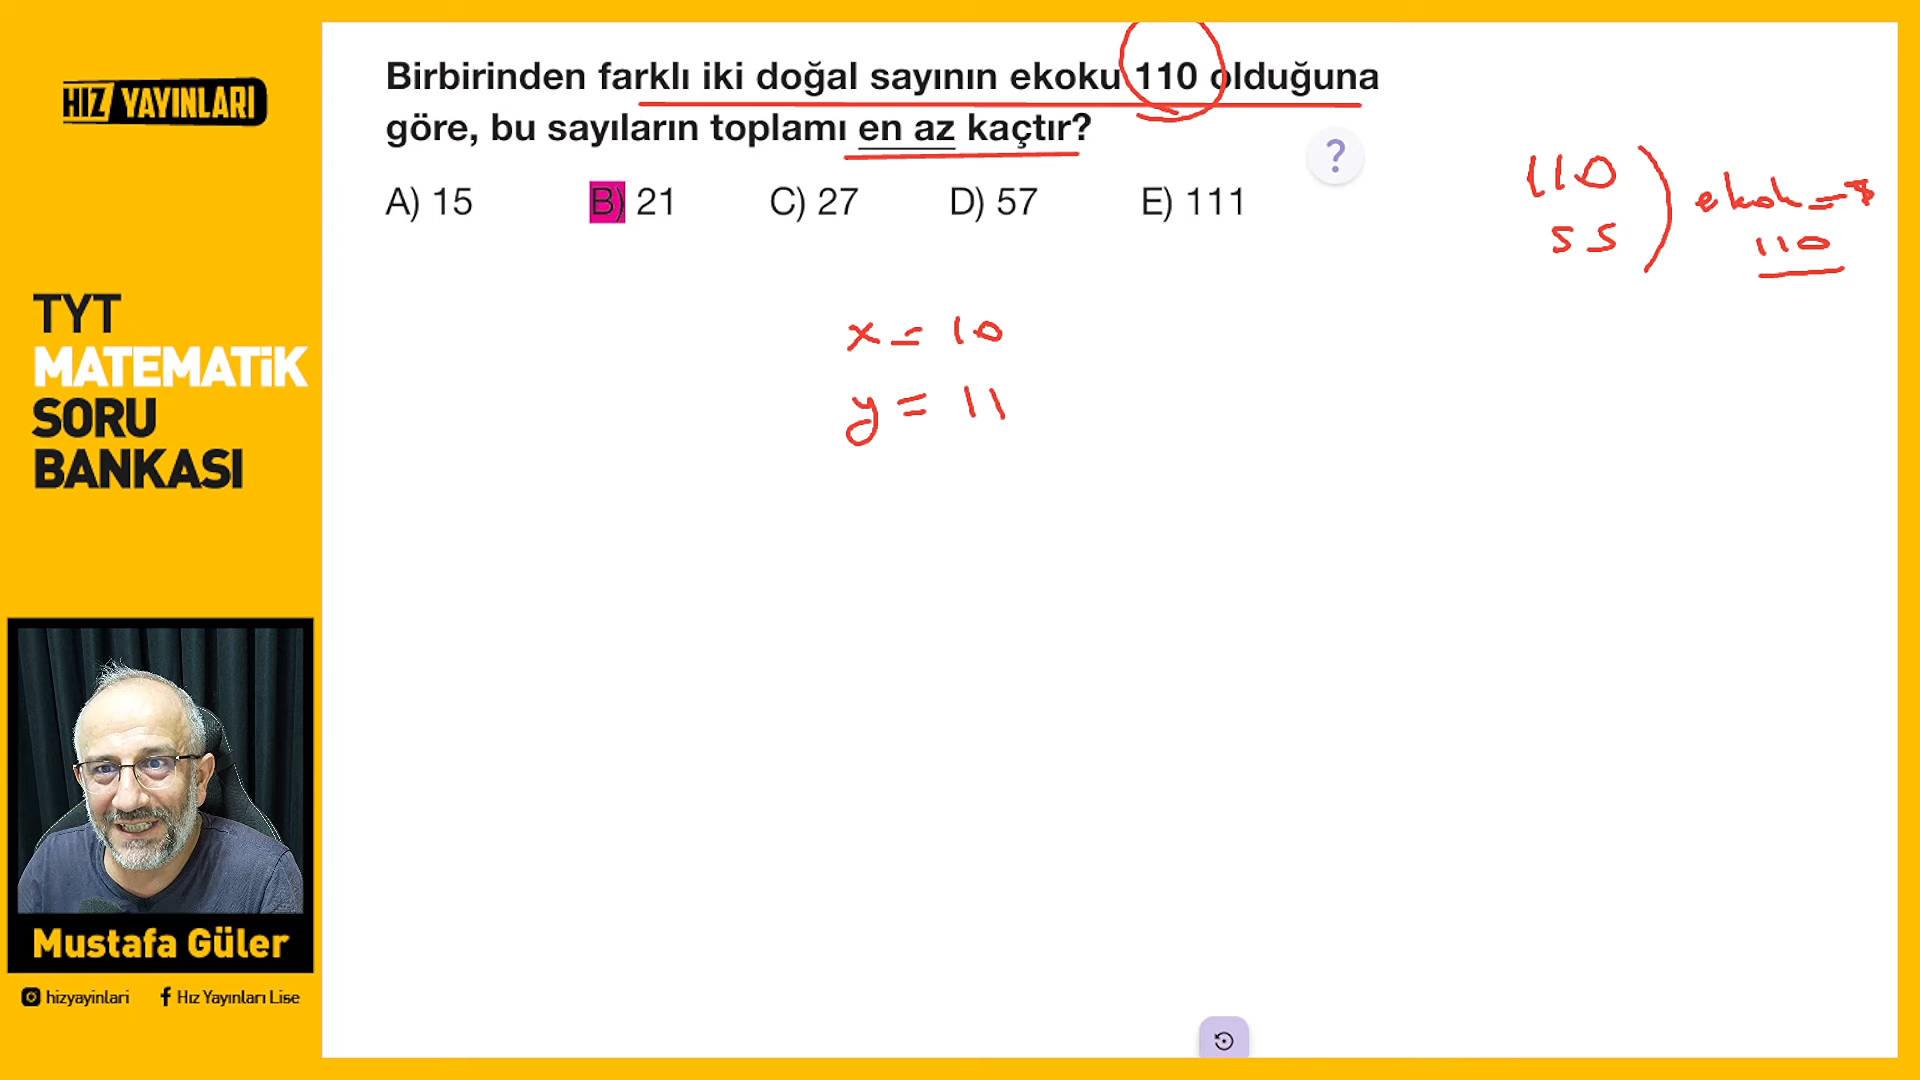 HIZ YAYINLARI
TYT
MATEMATİK
SORU
BANKASI
Mustafa Güler
hizyayinlari
Hız Yayınları Lise
Birbirinden farklı iki doğal sayının ekoku 110 olduğuna
göre, bu sayıların toplamı en az kaçtır?
A) 15 B) 21 C) 27 D) 57 E) 111
?
110
55
ekok =
110
x = 10
y = 11